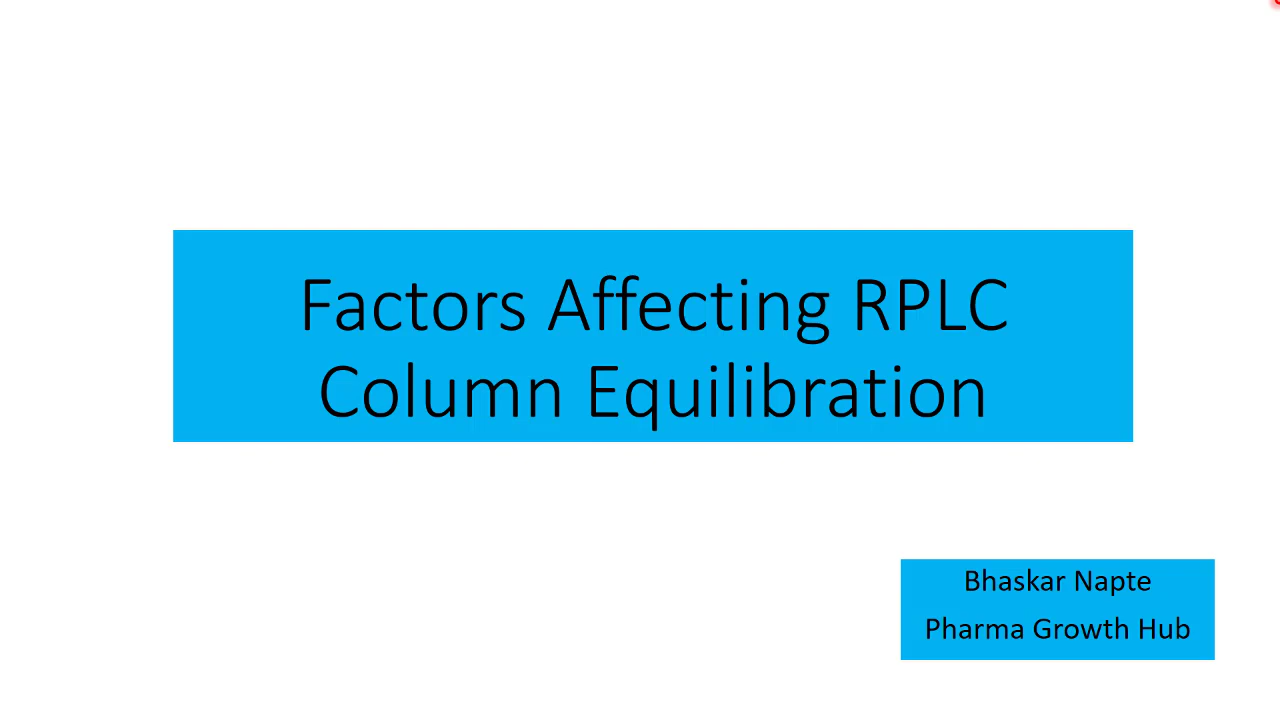 Factors Affecting RPLC
Column Equilibration
Bhaskar Napte
Pharma Growth Hub